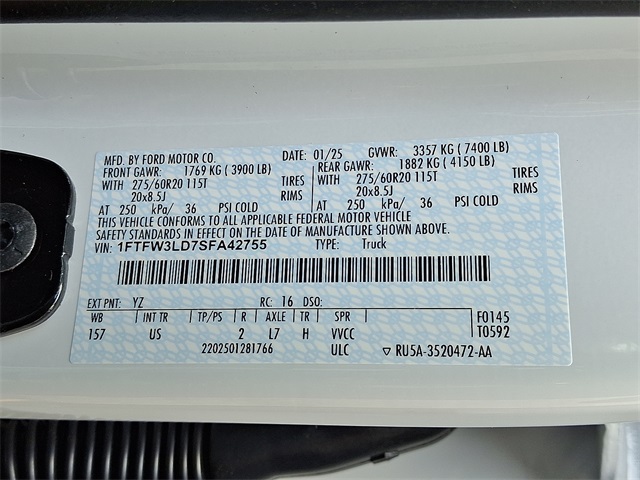 MFD. BY FORD MOTOR CO. DATE: 01/25 GVWR: 3357 KG ( 7400 LB)
FRONT GAWR: 1769 KG ( 3900 LB) REAR GAWR: 1882 KG ( 4150 LB)
WITH 275/60R20 115T TIRES WITH 275/60R20 115T TIRES
20x8.5J RIMS 20x8.5J RIMS
AT 250 kPa/ 36 PSI COLD AT 250 kPa/ 36 PSI COLD
THIS VEHICLE CONFORMS TO ALL APPLICABLE FEDERAL MOTOR VEHICLE
SAFETY STANDARDS IN EFFECT ON THE DATE OF MANUFACTURE SHOWN ABOVE.
VIN: 1FTFW3LD7SFA42755 TYPE: Truck
EXT PNT: YZ RC: 16 DSO:
WB INT TR TP/PS R AXLE TR SPR F0145
157 US 2 L7 H VVCC T0592
2202501281766 ULC ▽ RU5A-3520472-AA